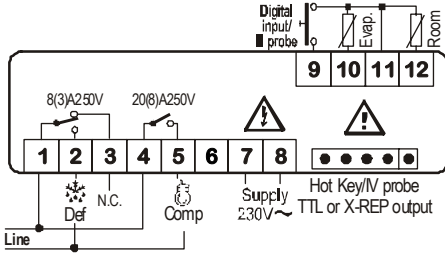 Digital
input/
probe
Evap.
Room
9 10 11 12
8(3)A250V 20(8)A250V
1 2 3 4 5 6 7 8
Def
N.C.
Comp
Supply
230V~
Hot Key/IV probe
TTL or X-REP output
Line